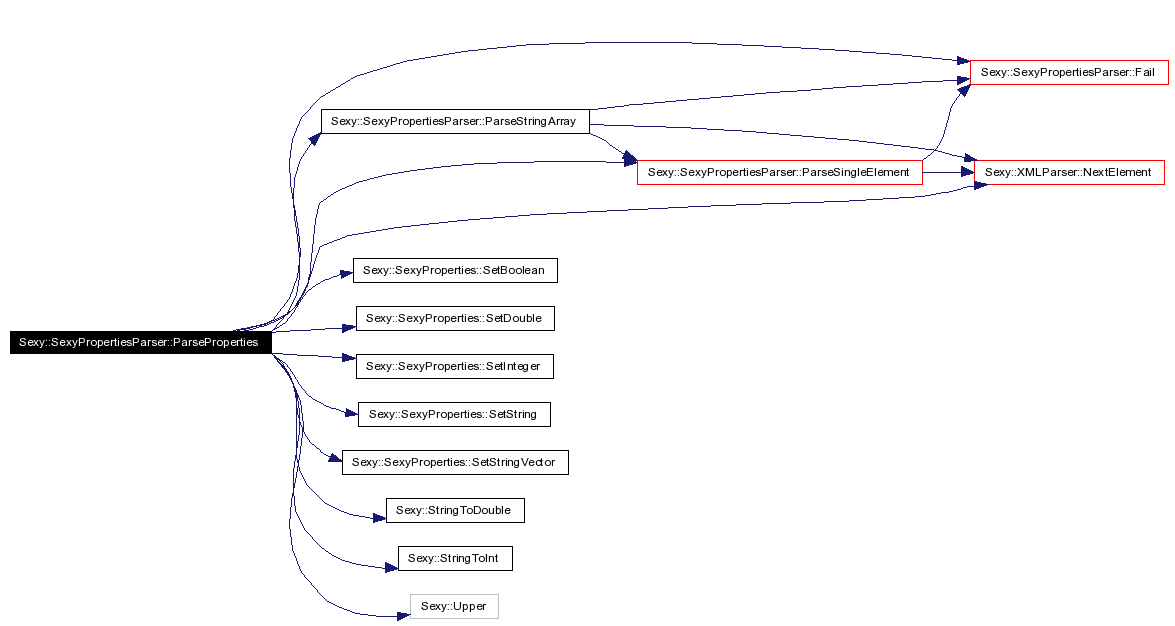 Sexy::SexyPropertiesParser::Fail
Sexy::SexyPropertiesParser::ParseStringArray
Sexy::SexyPropertiesParser::ParseSingleElement
Sexy::XMLParser::NextElement
Sexy::SexyProperties::SetBoolean
Sexy::SexyProperties::SetDouble
Sexy::SexyPropertiesParser::ParseProperties
Sexy::SexyProperties::SetInteger
Sexy::SexyProperties::SetString
Sexy::SexyProperties::SetStringVector
Sexy::StringToDouble
Sexy::StringToInt
Sexy::Upper